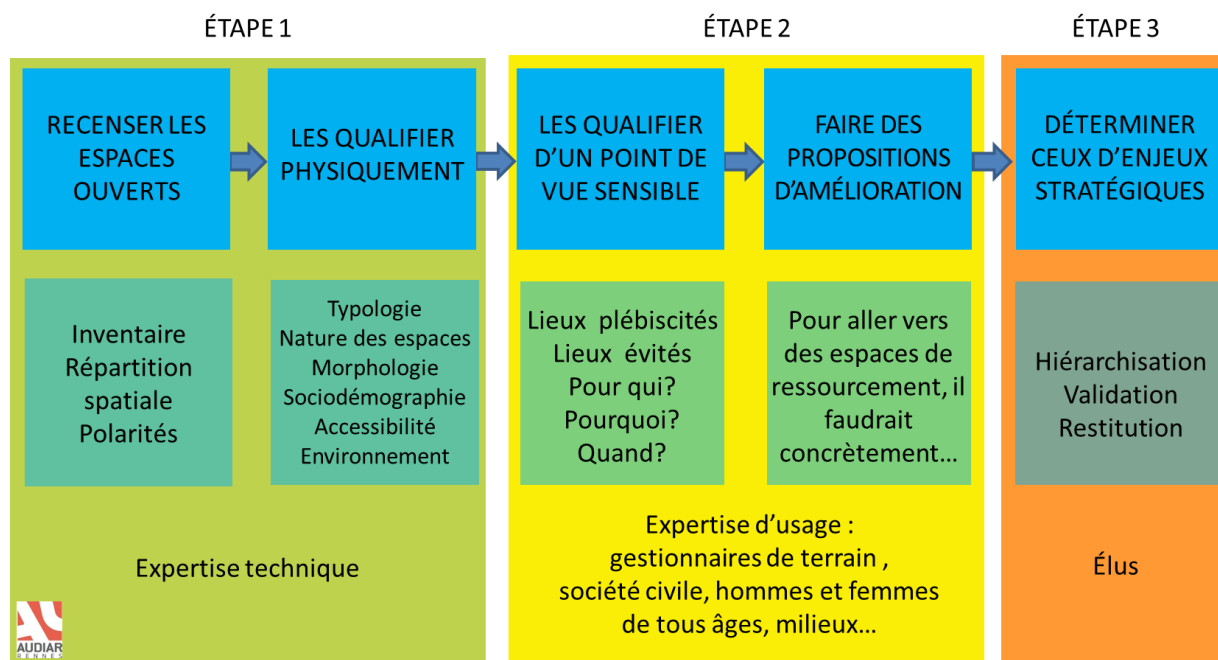 ÉTAPE 1
ÉTAPE 2
ÉTAPE 3
RECENSER LES
ESPACES
OUVERTS
LES QUALIFIER
PHYSIQUEMENT
LES QUALIFIER
D'UN POINT DE
VUE SENSIBLE
FAIRE DES
PROPOSITIONS
D'AMÉLIORATION
DÉTERMINER
CEUX D'ENJEUX
STRATÉGIQUES
Inventaire
Répartition
spatiale
Polarités
Typologie
Nature des espaces
Morphologie
Sociodémographie
Accessibilité
Environnement
Lieux plébiscités
Lieux évités
Pour qui?
Pourquoi?
Quand?
Pour aller vers
des espaces de
ressourcement, il
faudrait
concrètement…
Hiérarchisation
Validation
Restitution
Expertise technique
Expertise d'usage :
gestionnaires de terrain ,
société civile, hommes et femmes
de tous âges, milieux…
Élus
AUDIAR
RENNES